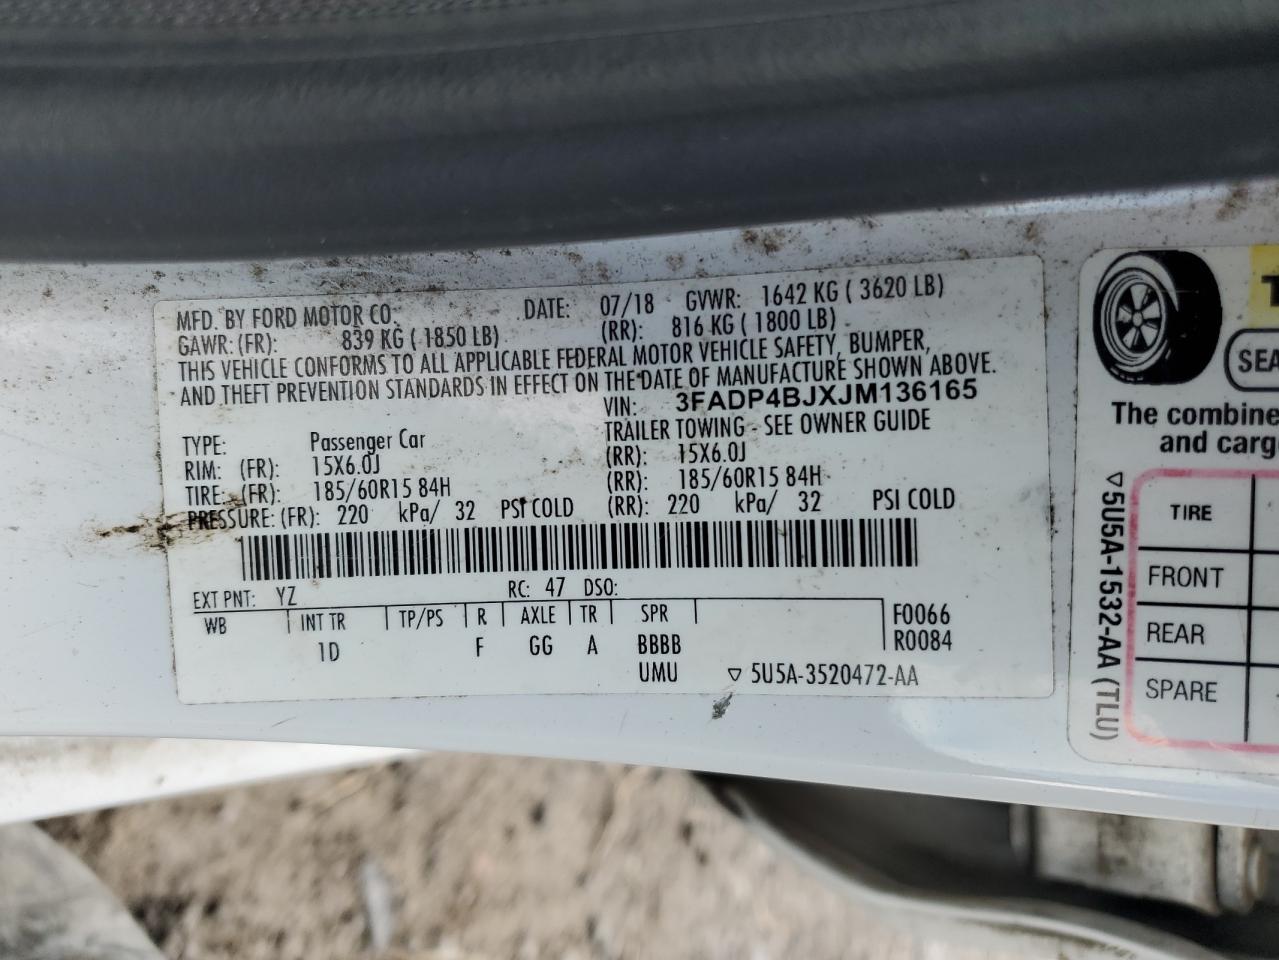 MFD. BY FORD MOTOR CO. DATE: 07/18 GVWR: 1642 KG ( 3620 LB)
GAWR: (FR): 839 KG ( 1850 LB) (RR): 816 KG ( 1800 LB)
THIS VEHICLE CONFORMS TO ALL APPLICABLE FEDERAL MOTOR VEHICLE SAFETY, BUMPER,
AND THEFT PREVENTION STANDARDS IN EFFECT ON THE DATE OF MANUFACTURE SHOWN ABOVE.
VIN: 3FADP4BJXJM136165
TYPE: Passenger Car TRAILER TOWING - SEE OWNER GUIDE
RIM: (FR): 15X6.0J (RR): 15X6.0J
TIRE: (FR): 185/60R15 84H (RR): 185/60R15 84H
PRESSURE: (FR): 220 kPa/ 32 PSI COLD (RR): 220 kPa/ 32 PSI COLD
EXT PNT: YZ RC: 47 DSO:
WB INT TR TP/PS R AXLE TR SPR F0066
1D F GG A BBBB R0084
UMU ▽ 5U5A-3520472-AA
SEA
The combine
and carg
▽5U5A-1532-AA (TLU)
TIRE
FRONT
REAR
SPARE